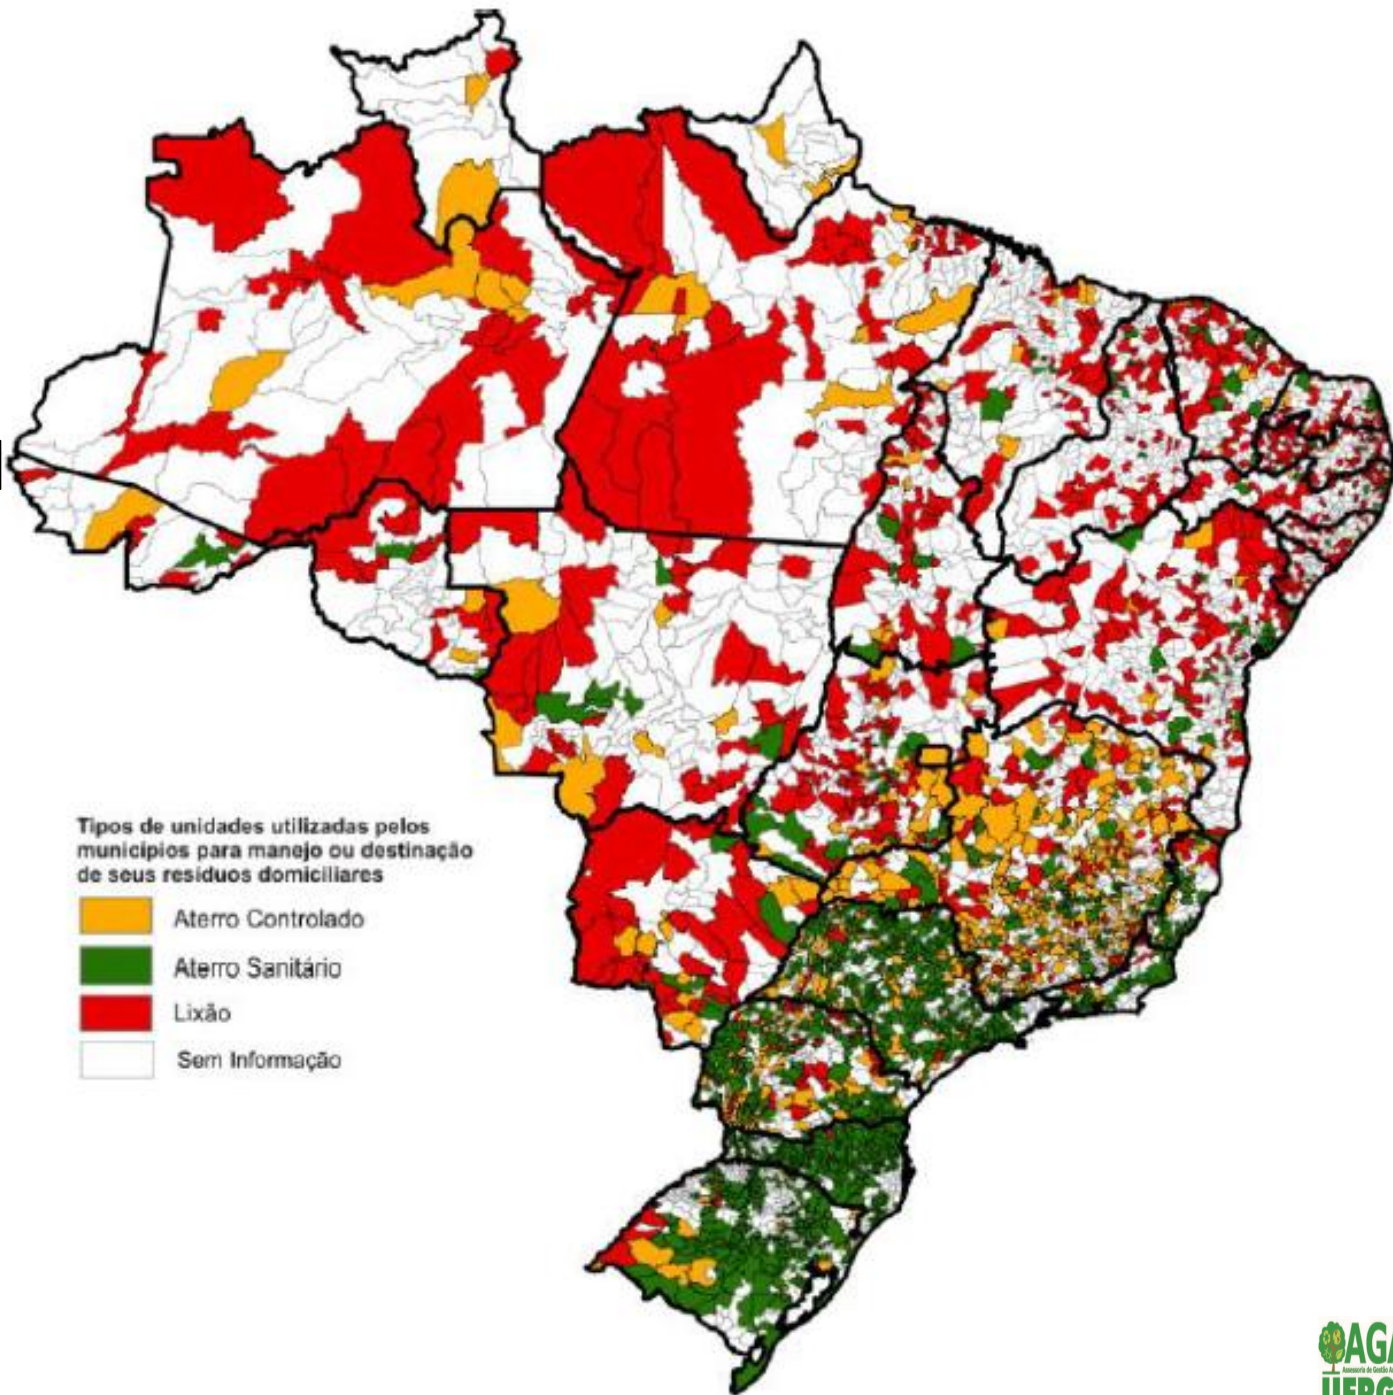 Tipos de unidades utilizadas pelos
municípios para manejo ou destinação
de seus resíduos domiciliares
Aterro Controlado
Aterro Sanitário
Lixão
Sem Informação
AGA